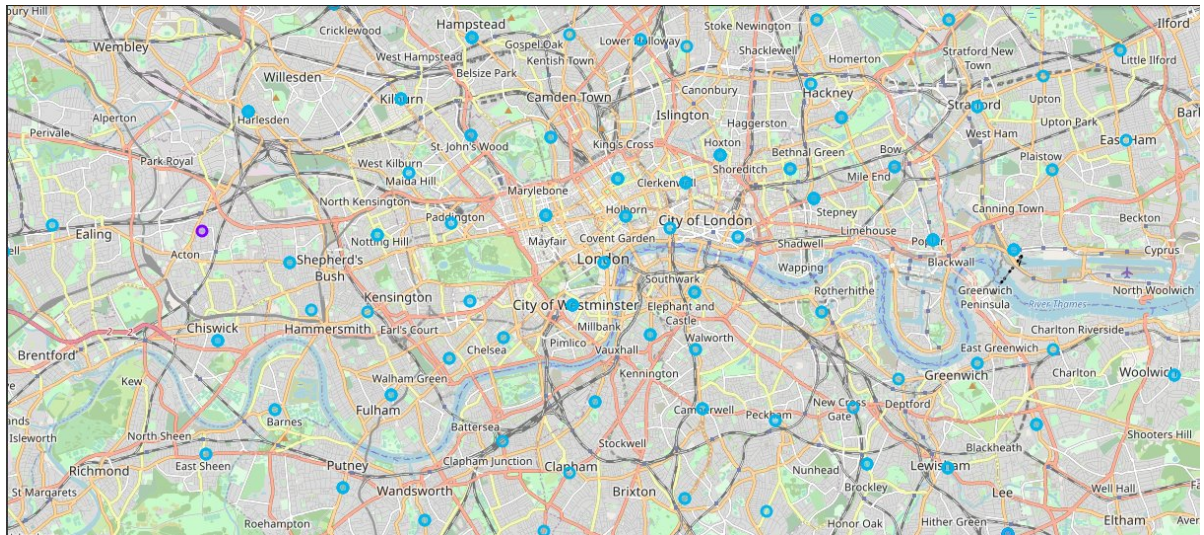 bury Hill
Cricklewood
Hampstead
Gospel Oak
Lower Holloway
Stoke Newington
Ilford
Wembley
West Hampstead
Kentish Town
Shacklewell
Homerton
Stratford New
Town
Little Ilford
Willesden
Belsize Park
Camden Town
Canonbury
Hackney
Stratford
Upton
Kilburn
Alperton
Harlesden
Islington
Haggerston
West Ham
Upton Park
East Ham
Perivale
St. John's Wood
King's Cross
Hoxton
Bethnal Green
Bow
Plaistow
Park Royal
West Kilburn
Maida Hill
Marylebone
Clerkenwell
Shoreditch
Mile End
North Kensington
Paddington
Holborn
City of London
Stepney
Canning Town
Beckton
Ealing
Acton
Notting Hill
Mayfair
Covent Garden
Shadwell
Limehouse
Poplar
Cyprus
Shepherd's
Bush
London
Southwark
Wapping
Blackwall
Kensington
City of Westminster
Elephant and
Castle
Rotherhithe
Greenwich
Peninsula
North Woolwich
River Thames
Chiswick
Hammersmith
Earl's Court
Millbank
Walworth
Charlton Riverside
Brentford
Chelsea
Pimlico
Vauxhall
East Greenwich
Kew
Walham Green
Kennington
Greenwich
Charlton
Woolwich
Fulham
Camberwell
Peckham
New Cross
Gate
Deptford
ands
Barnes
Battersea
Isleworth
North Sheen
Stockwell
Blackheath
Shooters Hill
East Sheen
Putney
Clapham Junction
Clapham
Nunhead
Lewisham
Richmond
St Margarets
Wandsworth
Brixton
Brockley
Lee
Well Hall
Roehampton
Honor Oak
Hither Green
Eltham